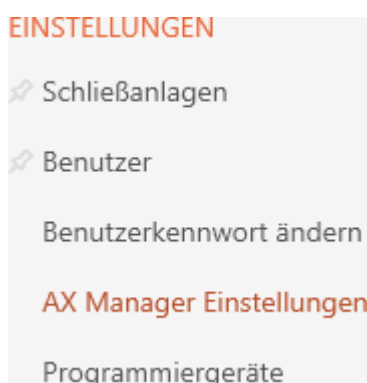 EINSTELLUNGEN
Schließanlagen
Benutzer
Benutzerkennwort ändern
AX Manager Einstellungen
Programmiergeräte